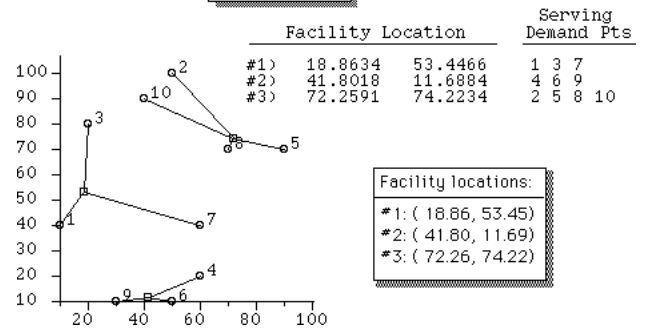 Facility Location
Serving
Demand Pts
#1) 18.8634 53.4466 1 3 7
#2) 41.8018 11.6884 4 6 9
#3) 72.2591 74.2234 2 5 8 10
100
90
80
70
60
50
40
30
20
10
20 40 60 80 100
2
10
3
8
5
1
7
4
9
6
Facility locations:
#1: ( 18.86, 53.45)
#2: ( 41.80, 11.69)
#3: ( 72.26, 74.22)